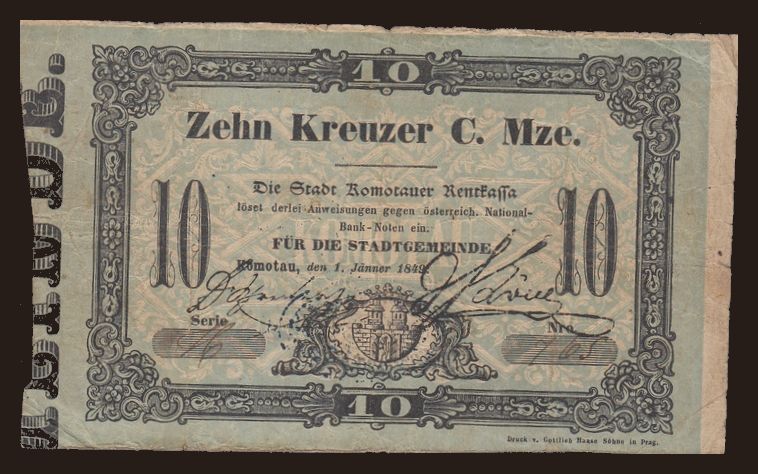 10
Zehn Kreuzer C. Mze.
10
10
Die Stadt Komotauer Rentkassa
löset derlei Anweisungen gegen österreich. National-
Bank-Noten ein.
FÜR DIE STADTGEMEINDE
Komotau, den 1. Jänner 1849.
Serie
Nro
10
Druck v. Gottlieb Haase Söhne in Prag.